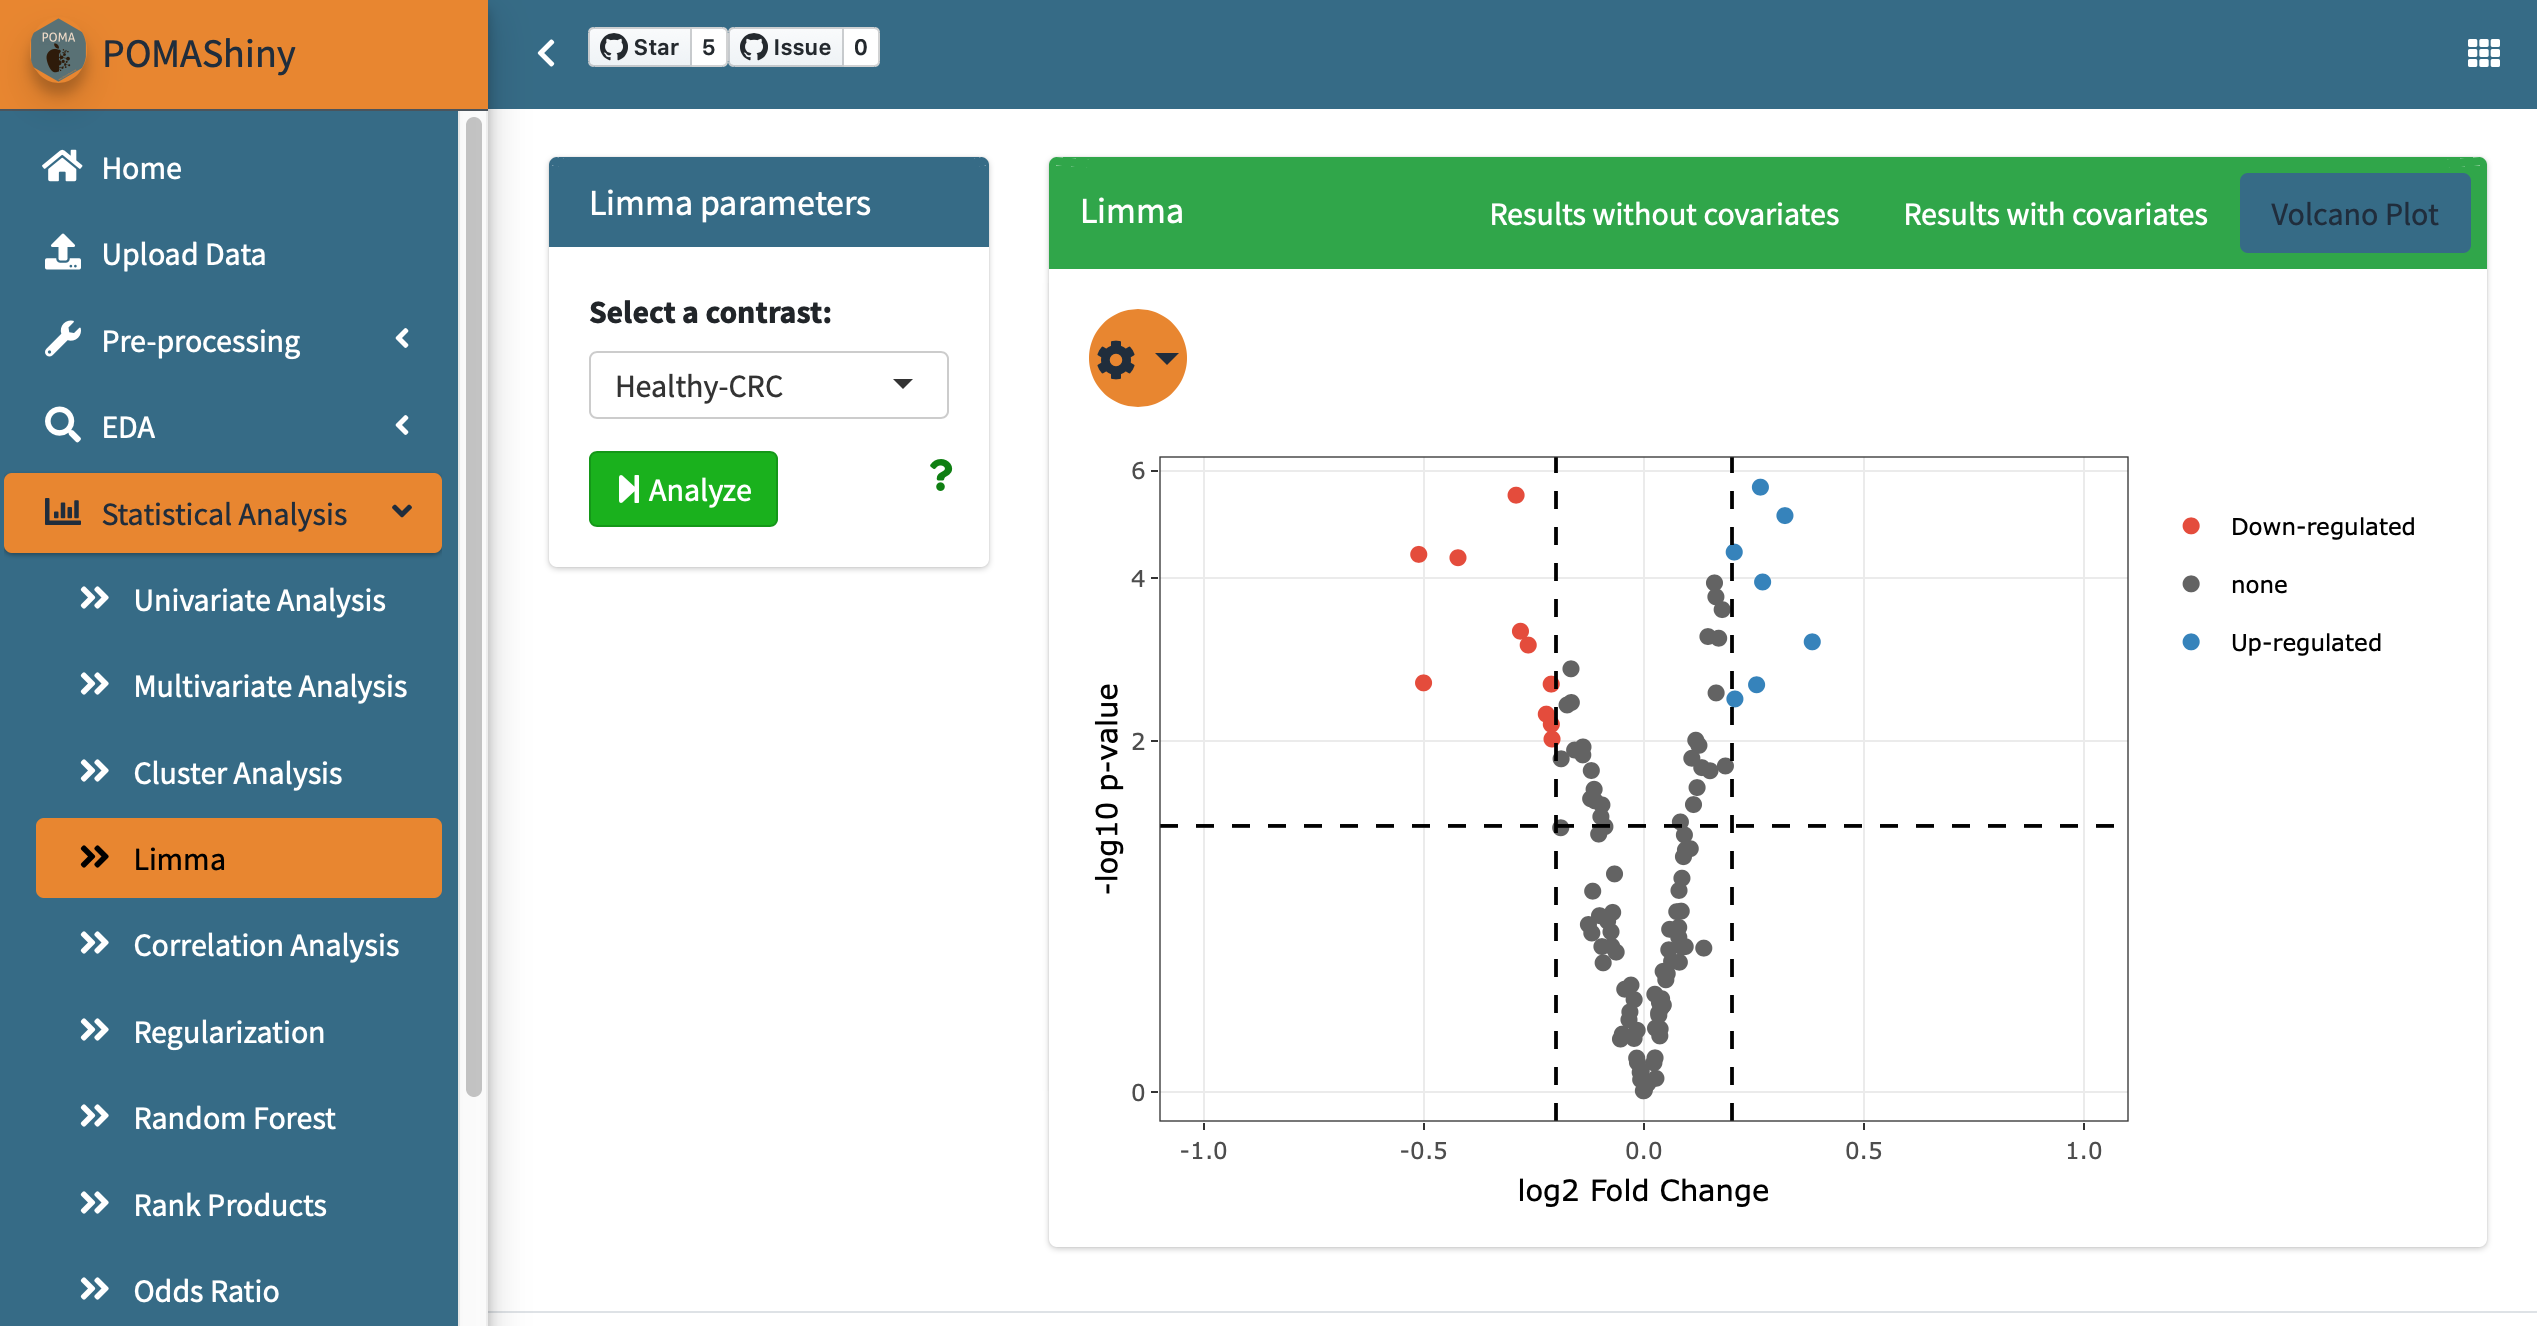 POMA
POMAShiny
Star 5 Issue 0
Home
Upload Data
Pre-processing
EDA
Statistical Analysis
Univariate Analysis
Multivariate Analysis
Cluster Analysis
Limma
Correlation Analysis
Regularization
Random Forest
Rank Products
Odds Ratio
Limma parameters
Select a contrast:
Healthy-CRC
Analyze
?
Limma Results without covariates Results with covariates Volcano Plot
6
4
2
0
-log10 p-value
-1.0 -0.5 0.0 0.5 1.0
log2 Fold Change
Down-regulated
none
Up-regulated